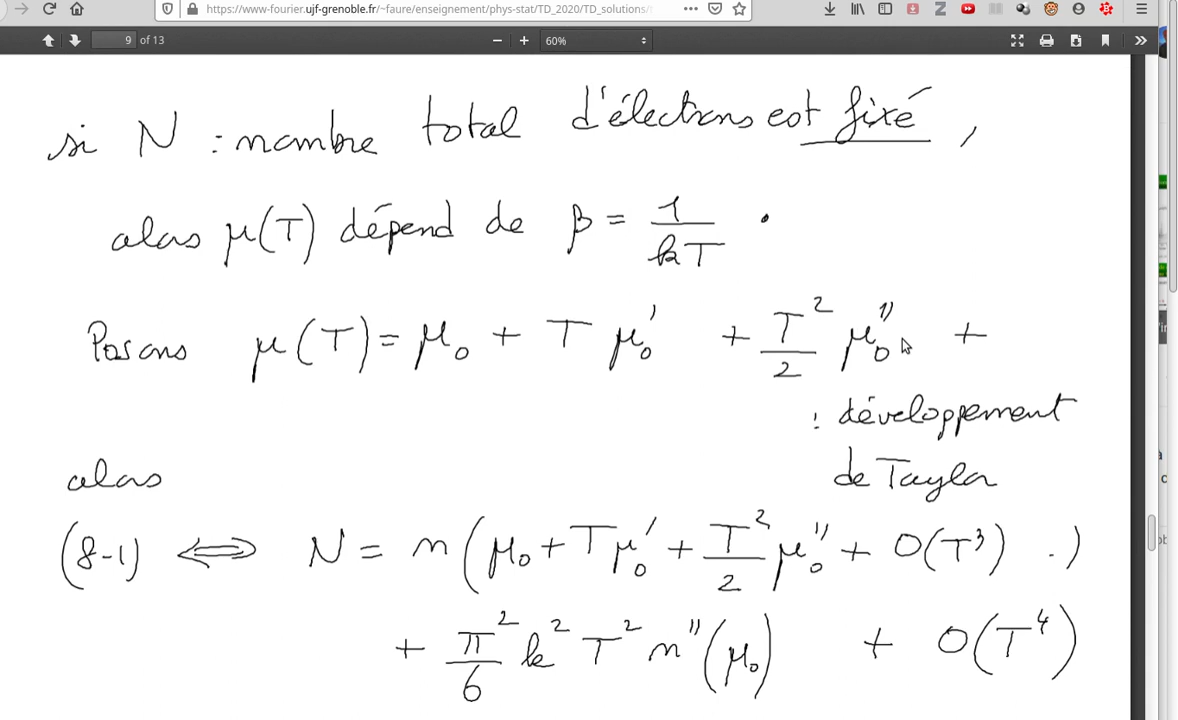 https://www-fourier.ujf-grenoble.fr/~faure/enseignement/phys-stat/TD_2020/TD_solutions/
9 of 13
60%
si N : nombre total d'électrons est fixé,
alors μ(T) dépend de β = 1/kT .
Posons μ(T) = μ₀ + T μ₀' + T²/2 μ₀'' +
: développement
de Taylor
alors
(8-1) ⟺ N = n(μ₀ + Tμ₀' + T²/2 μ₀'' + O(T³) . )
+ π²/6 k² T² n''(μ₀) + O(T⁴)